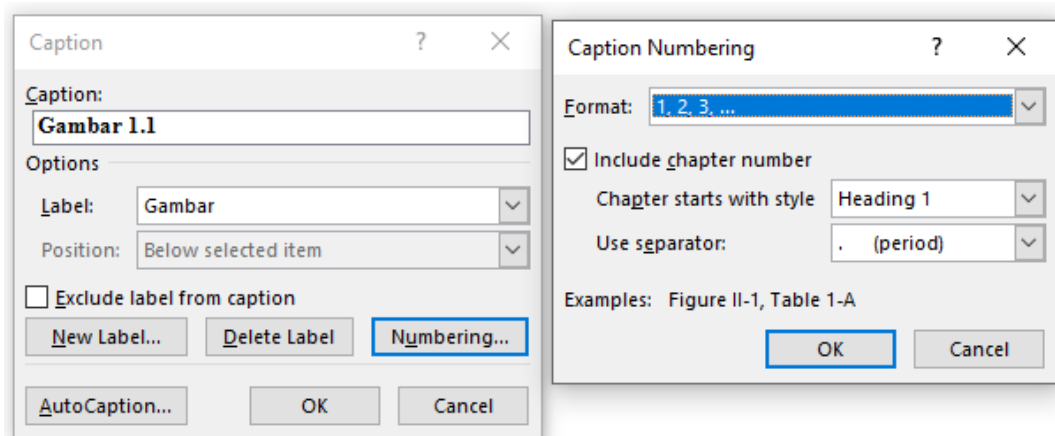 Caption ?
Caption:
Gambar 1.1
Options
Label: Gambar
Position: Below selected item
Exclude label from caption
New Label... Delete Label Numbering...
AutoCaption... OK Cancel
Caption Numbering ?
Format: 1, 2, 3, ...
Include chapter number
Chapter starts with style Heading 1
Use separator: . (period)
Examples: Figure II-1, Table 1-A
OK Cancel